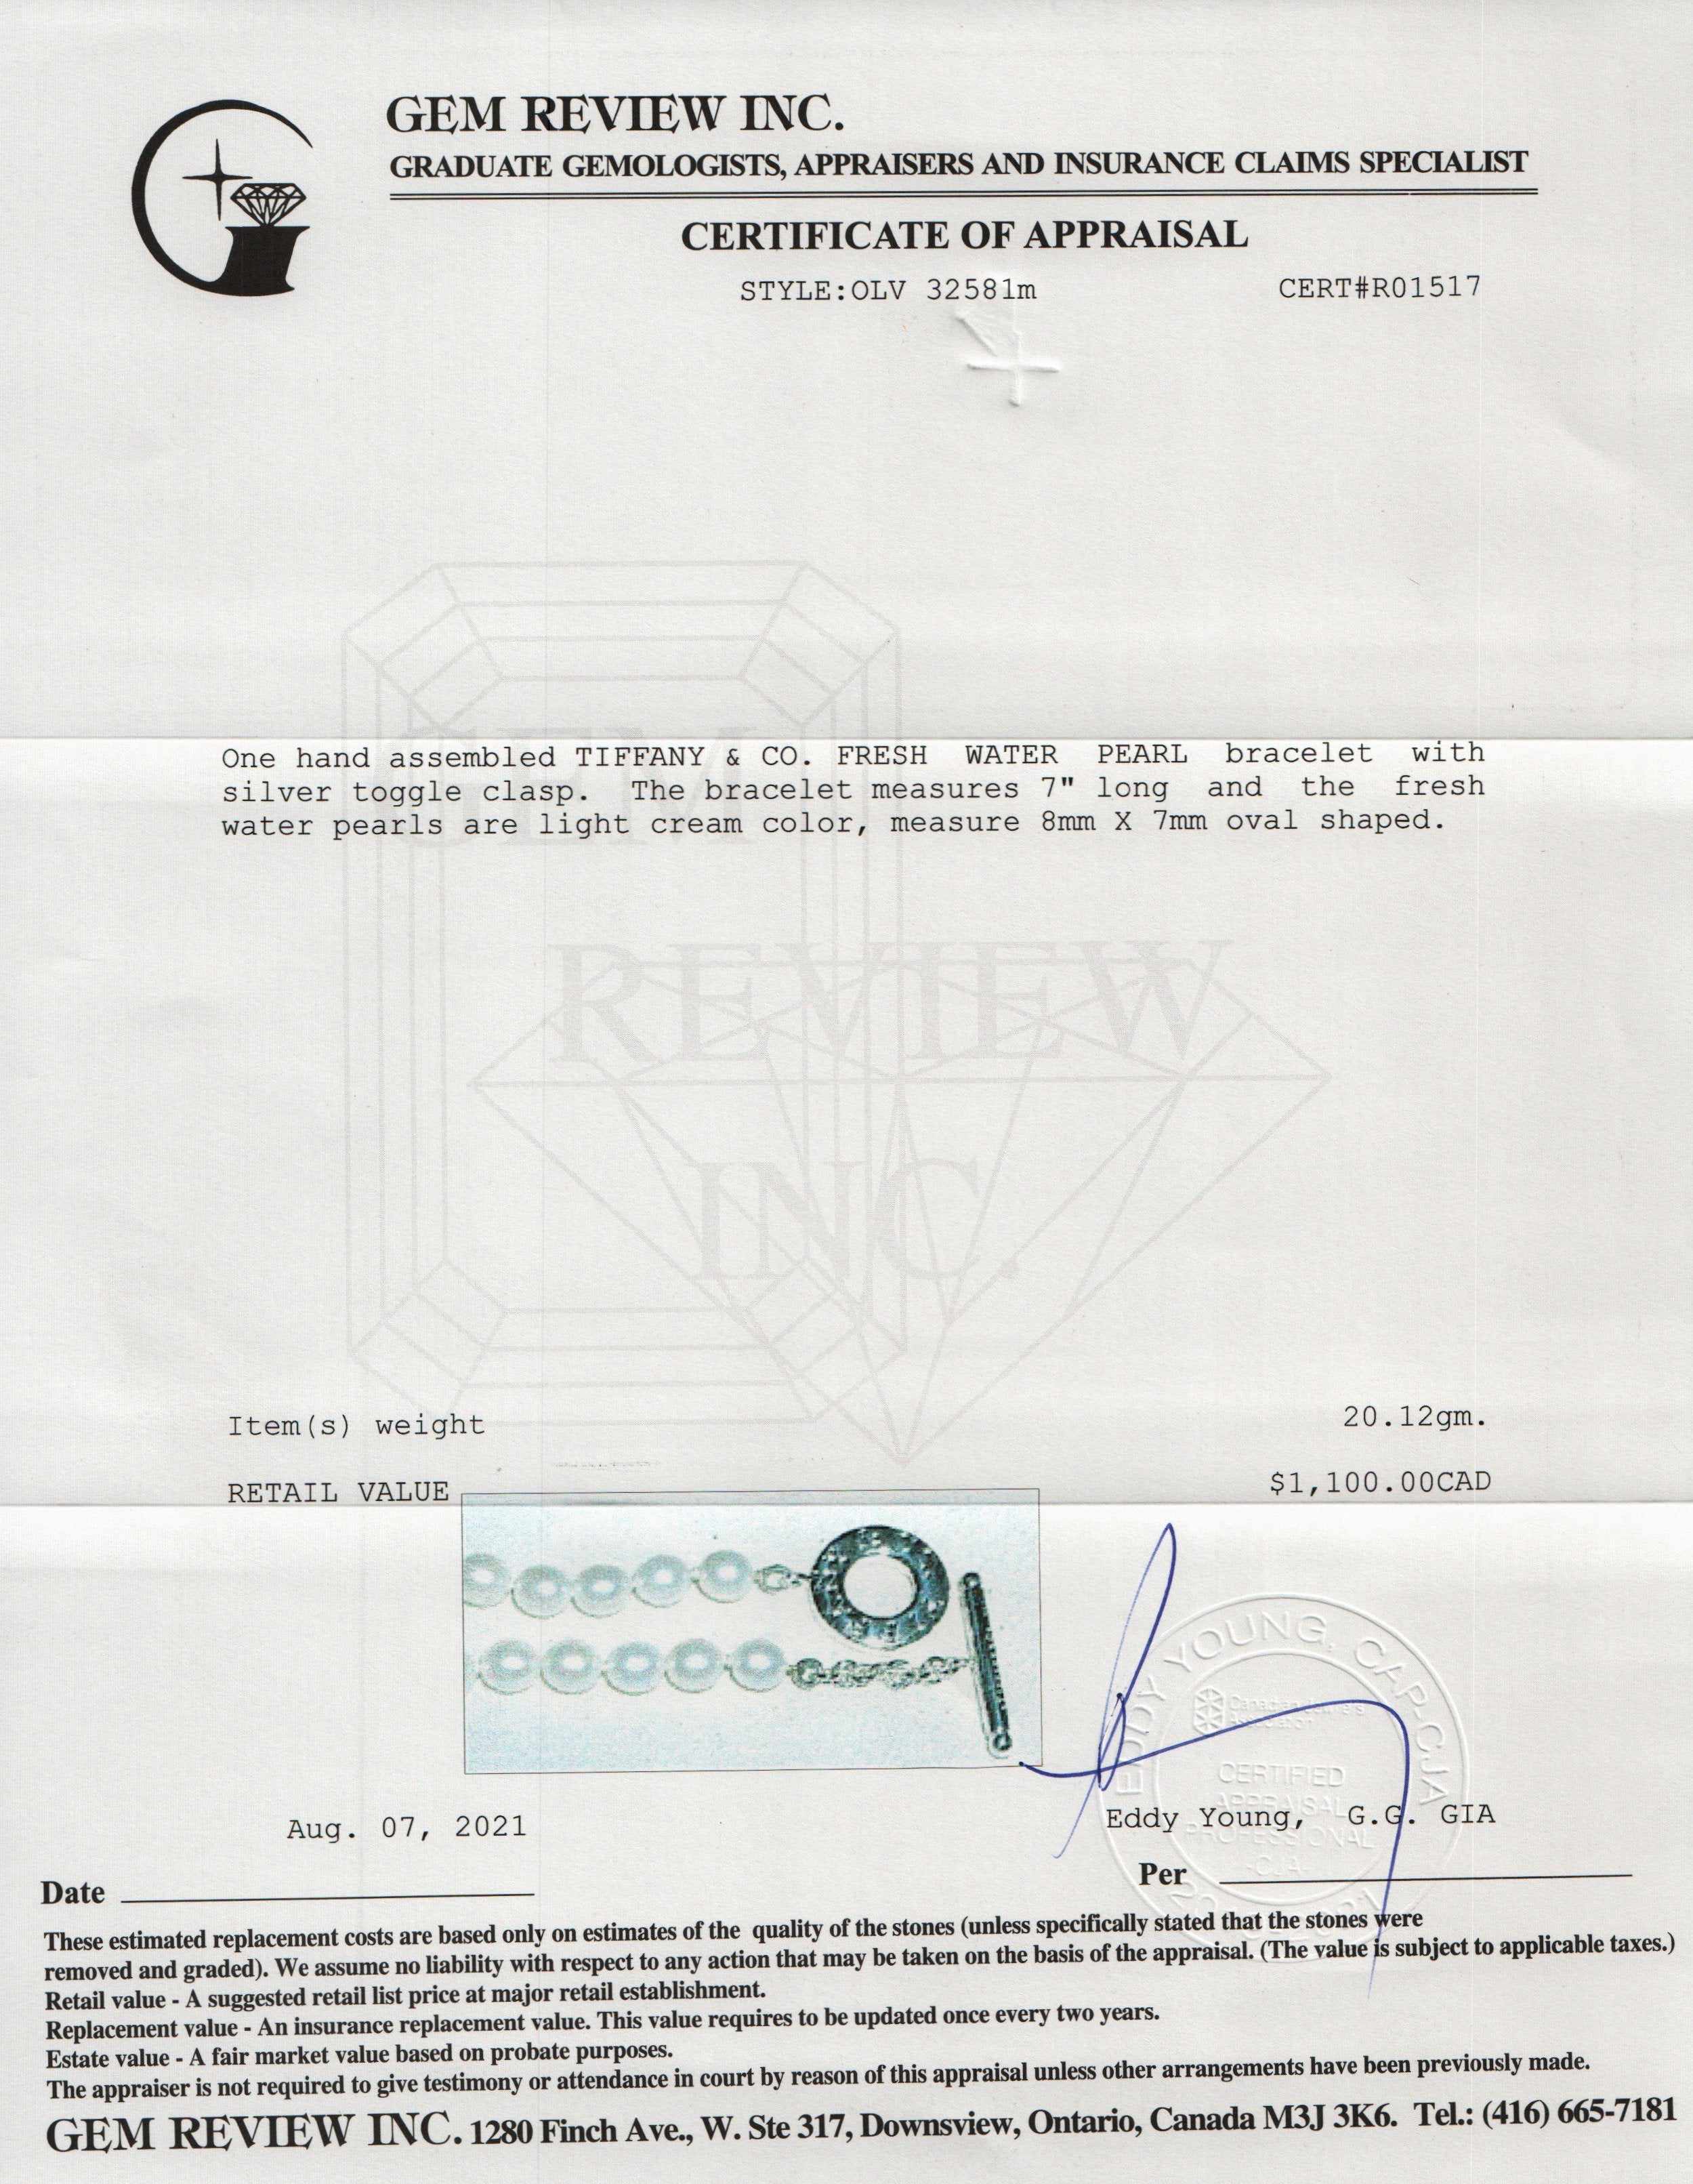 GEM REVIEW INC.
GRADUATE GEMOLOGISTS, APPRAISERS AND INSURANCE CLAIMS SPECIALIST
CERTIFICATE OF APPRAISAL
STYLE:OLV 32581m
CERT#R01517
GEM
REVIEW
INC.
One hand assembled TIFFANY & CO. FRESH WATER PEARL bracelet with
silver toggle clasp. The bracelet measures 7" long and the fresh
water pearls are light cream color, measure 8mm X 7mm oval shaped.
Item(s) weight 20.12gm.
RETAIL VALUE $1,100.00CAD
EDDY YOUNG, CAP-CJA
Canadian Jewellers
Association
CERTIFIED
APPRAISAL
PROFESSIONAL
-CJA-
Aug. 07, 2021
Eddy Young, G.G. GIA
Date
Per
These estimated replacement costs are based only on estimates of the quality of the stones (unless specifically stated that the stones were
removed and graded). We assume no liability with respect to any action that may be taken on the basis of the appraisal. (The value is subject to applicable taxes.)
Retail value - A suggested retail list price at major retail establishment.
Replacement value - An insurance replacement value. This value requires to be updated once every two years.
Estate value - A fair market value based on probate purposes.
The appraiser is not required to give testimony or attendance in court by reason of this appraisal unless other arrangements have been previously made.
GEM REVIEW INC. 1280 Finch Ave., W. Ste 317, Downsview, Ontario, Canada M3J 3K6. Tel.: (416) 665-7181